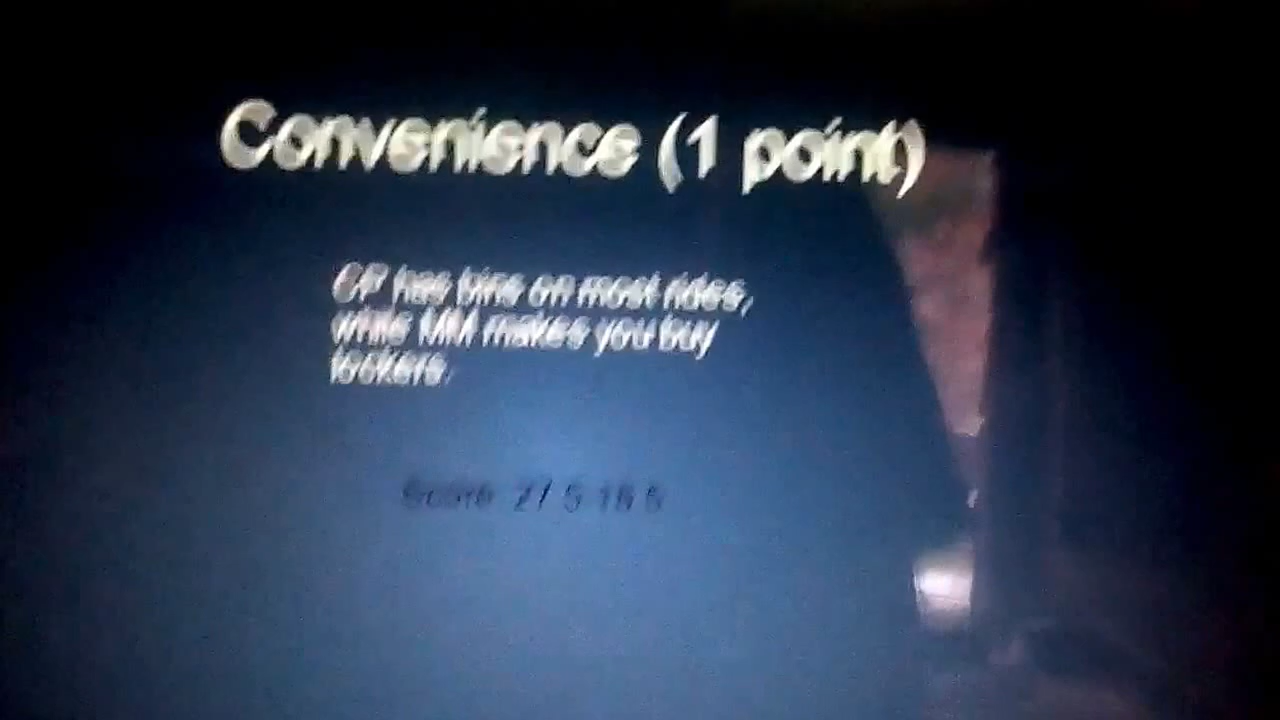 Convenience (1 point)
CP has bins on most rides,
while MM makes you buy
lockers.
Score